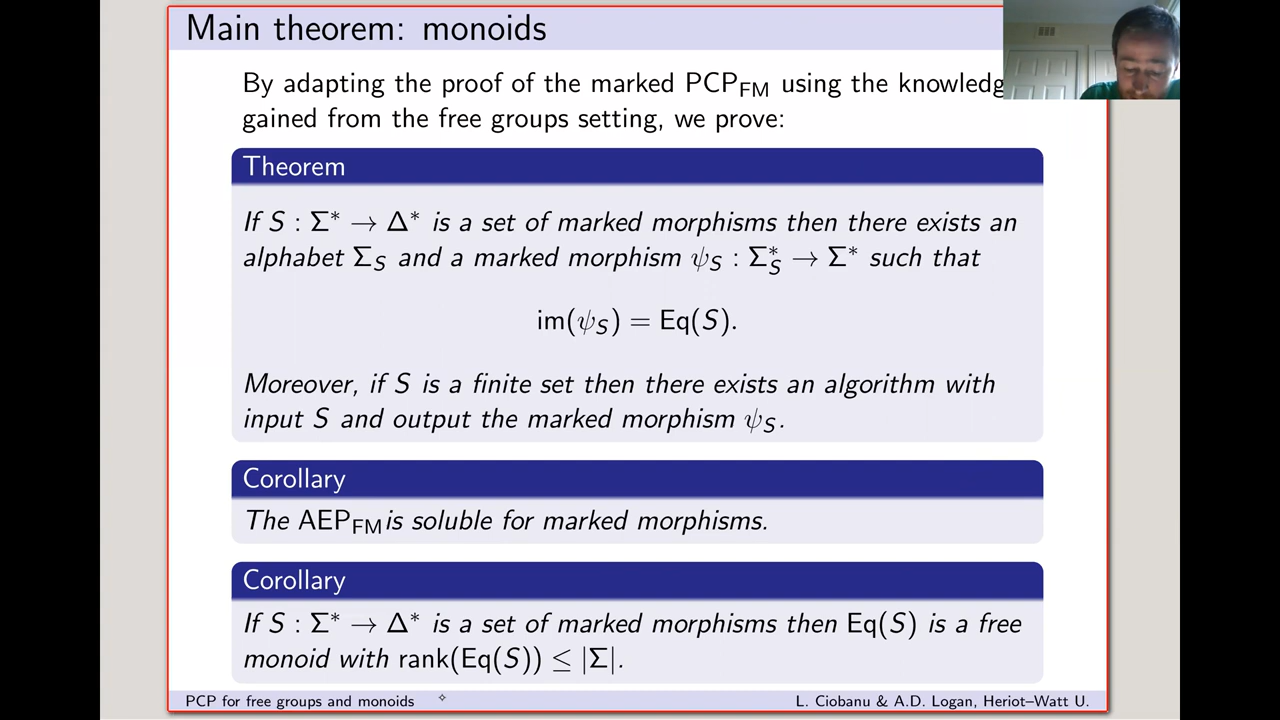 Main theorem: monoids
By adapting the proof of the marked PCP_FM using the knowledg
gained from the free groups setting, we prove:
Theorem
If S : Σ* → Δ* is a set of marked morphisms then there exists an
alphabet Σ_S and a marked morphism ψ_S : Σ*_S → Σ* such that
im(ψ_S) = Eq(S).
Moreover, if S is a finite set then there exists an algorithm with
input S and output the marked morphism ψ_S.
Corollary
The AEP_FM is soluble for marked morphisms.
Corollary
If S : Σ* → Δ* is a set of marked morphisms then Eq(S) is a free
monoid with rank(Eq(S)) ≤ |Σ|.
PCP for free groups and monoids L. Ciobanu & A.D. Logan, Heriot–Watt U.